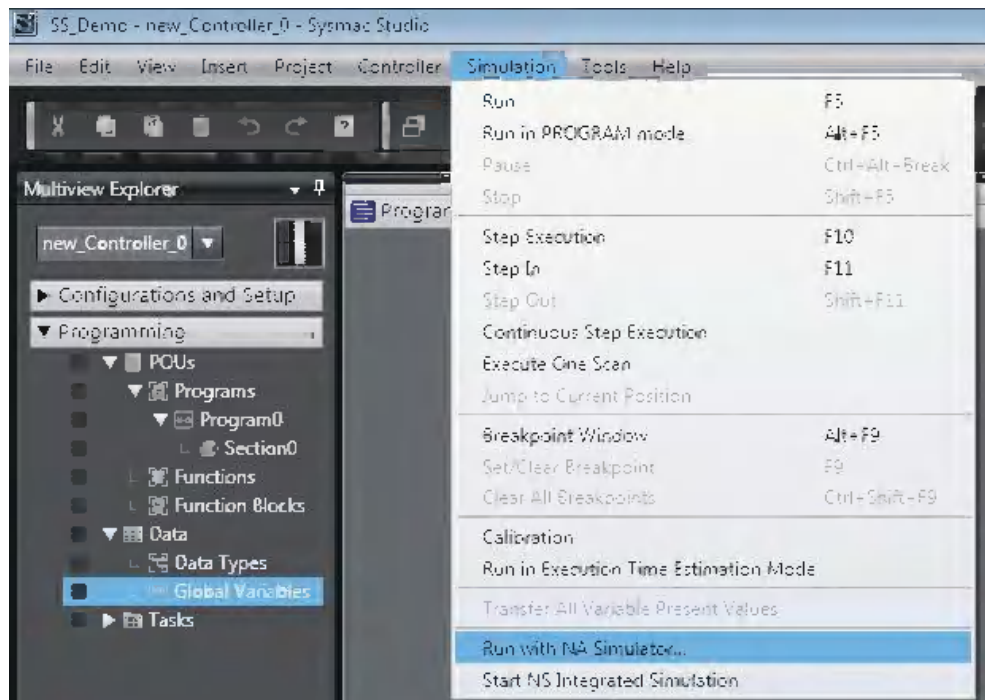 SS_Demo - new_Controller_0 - Sysmac Studio
File Edit View Insert Project Controller Simulation Tools Help
Run F5
Run in PROGRAM mode Alt+F5
Pause Ctrl+Alt+Break
Stop Shift+F5
Step Execution F10
Step In F11
Step Out Shift+F11
Continuous Step Execution
Execute One Scan
Jump to Current Position
Breakpoint Window Alt+F9
Set/Clear Breakpoint F9
Clear All Breakpoints Ctrl+Shift+F9
Calibration
Run in Execution Time Estimation Mode
Transfer All Variable Present Values
Run with NA Simulator...
Start NS Integrated Simulation
Multiview Explorer
new_Controller_0
Configurations and Setup
Programming
POUs
Programs
Program0
Section0
Functions
Function Blocks
Data
Data Types
Global Variables
Tasks
Prograr